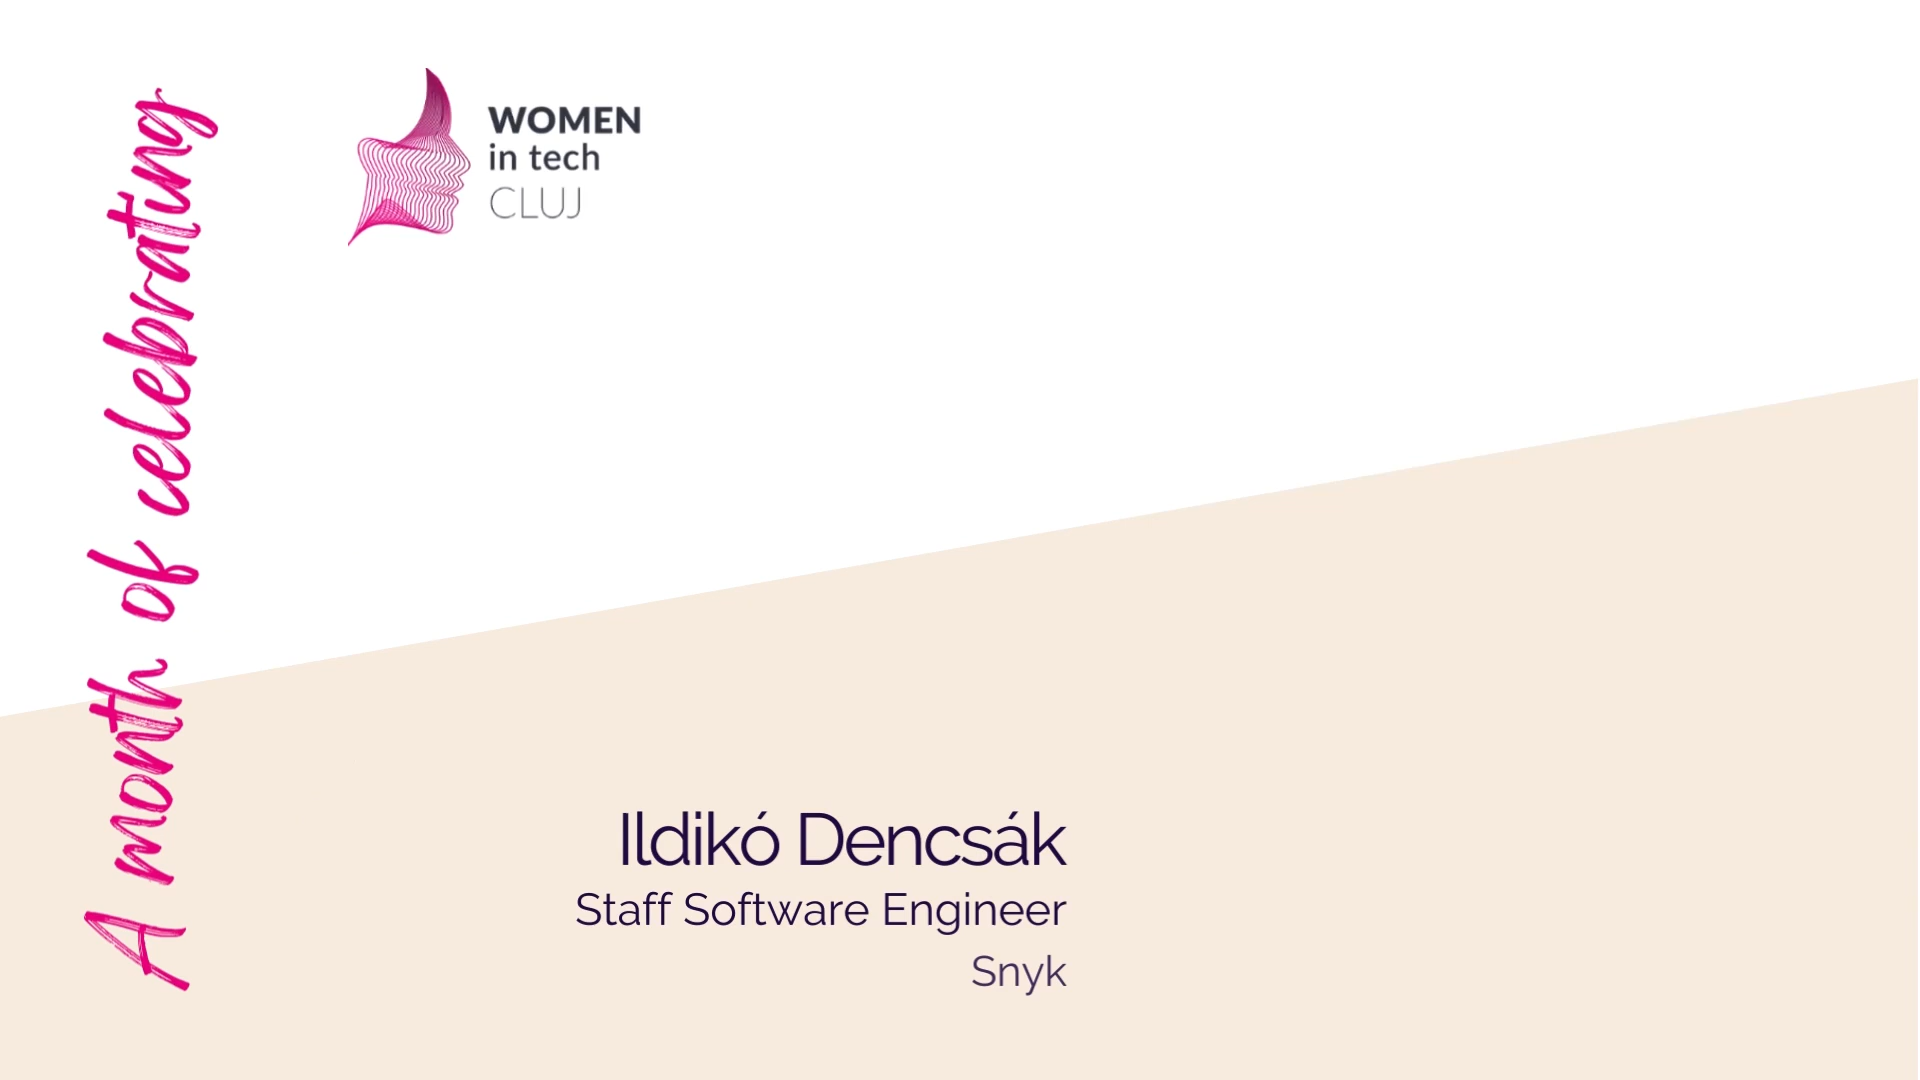 A month of celebrating
WOMEN
in tech
CLUJ
Ildikó Dencsák
Staff Software Engineer
Snyk